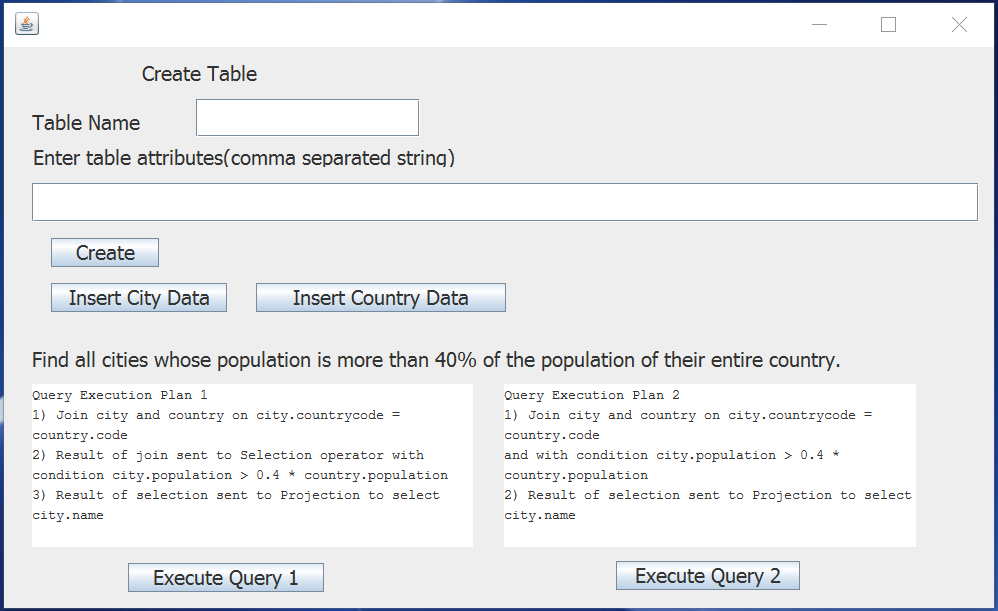 Create Table
Table Name
Enter table attributes(comma separated string)
Create
Insert City Data
Insert Country Data
Find all cities whose population is more than 40% of the population of their entire country.
Query Execution Plan 1
1) Join city and country on city.countrycode =
country.code
2) Result of join sent to Selection operator with
condition city.population > 0.4 * country.population
3) Result of selection sent to Projection to select
city.name
Query Execution Plan 2
1) Join city and country on city.countrycode =
country.code
and with condition city.population > 0.4 *
country.population
2) Result of selection sent to Projection to select
city.name
Execute Query 1
Execute Query 2